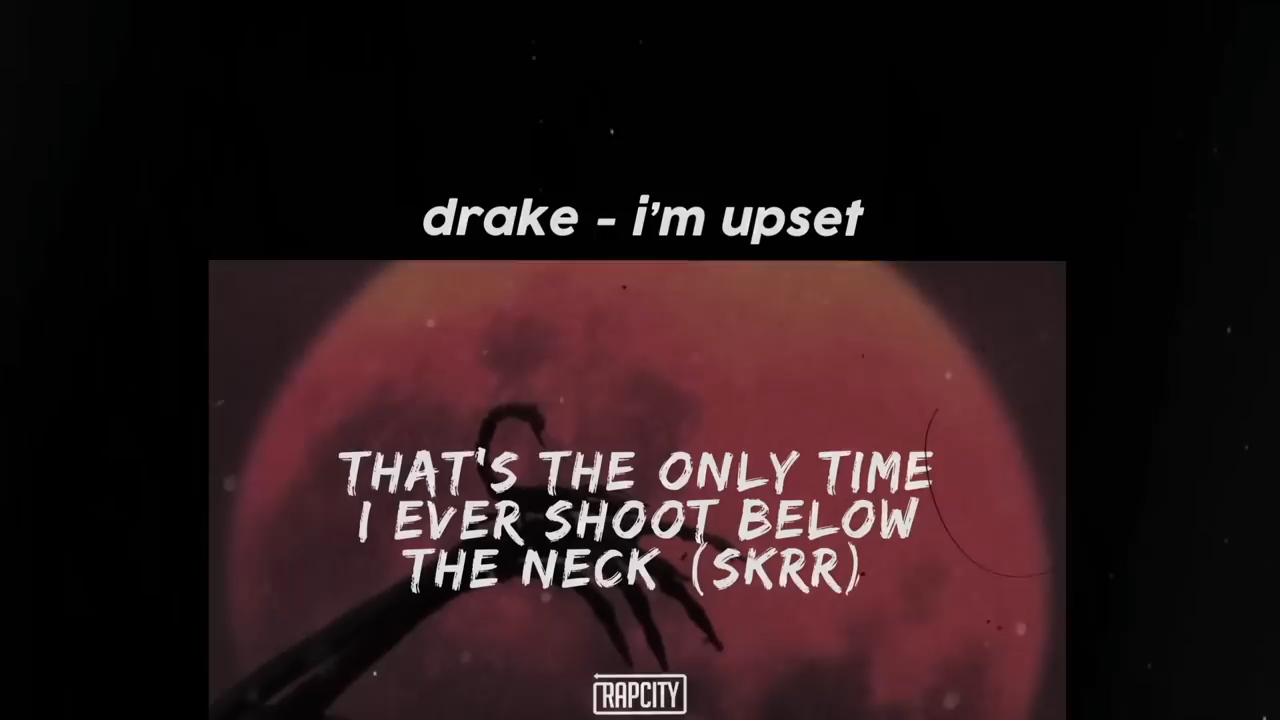 drake - i'm upset
THAT'S THE ONLY TIME
I EVER SHOOT BELOW
THE NECK (SKRR)
RAPCITY